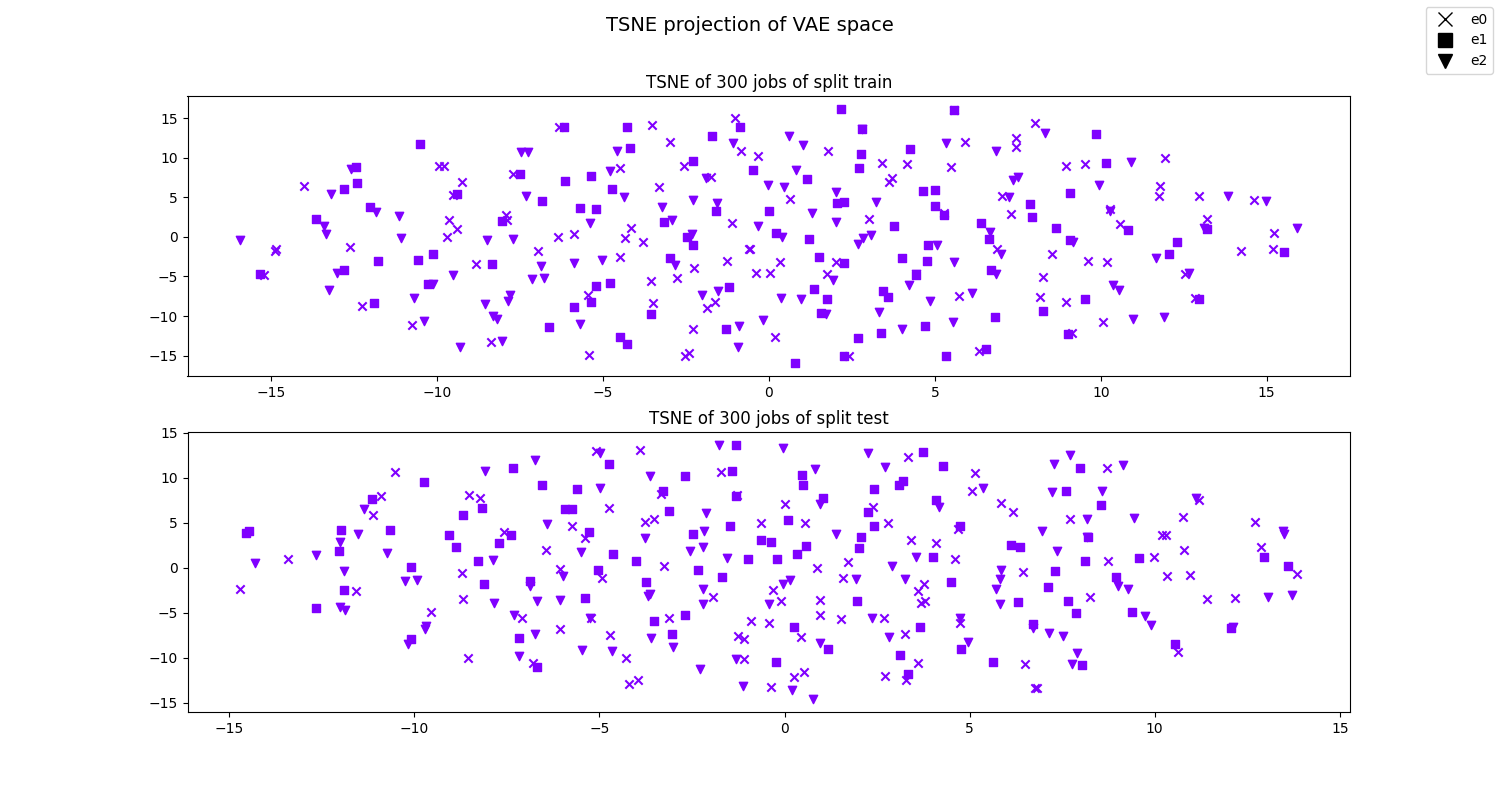 TSNE projection of VAE space
e0
e1
e2
TSNE of 300 jobs of split train
15
10
5
0
−5
−10
−15
−15 −10 −5 0 5 10 15
TSNE of 300 jobs of split test
15
10
5
0
−5
−10
−15
−15 −10 −5 0 5 10 15